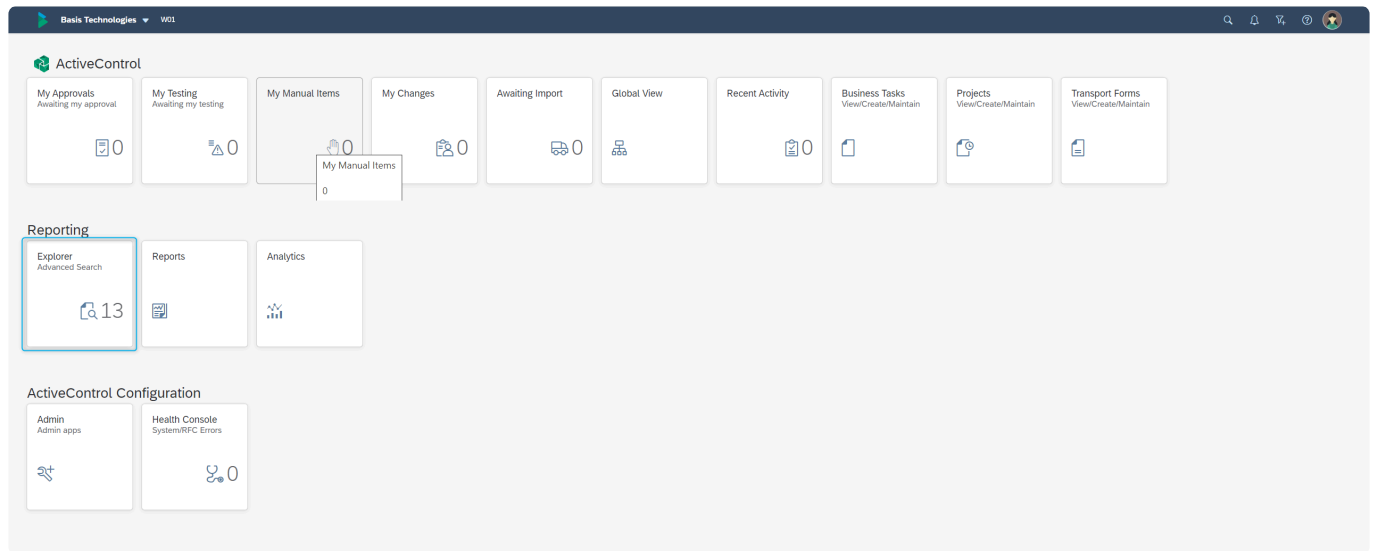 Basis Technologies W01
ActiveControl
My Approvals
Awaiting my approval
0
My Testing
Awaiting my testing
0
My Manual Items
0
My Manual Items
0
My Changes
0
Awaiting Import
0
Global View
Recent Activity
0
Business Tasks
View/Create/Maintain
Projects
View/Create/Maintain
Transport Forms
View/Create/Maintain
Reporting
Explorer
Advanced Search
13
Reports
Analytics
ActiveControl Configuration
Admin
Admin apps
Health Console
System/RFC Errors
0